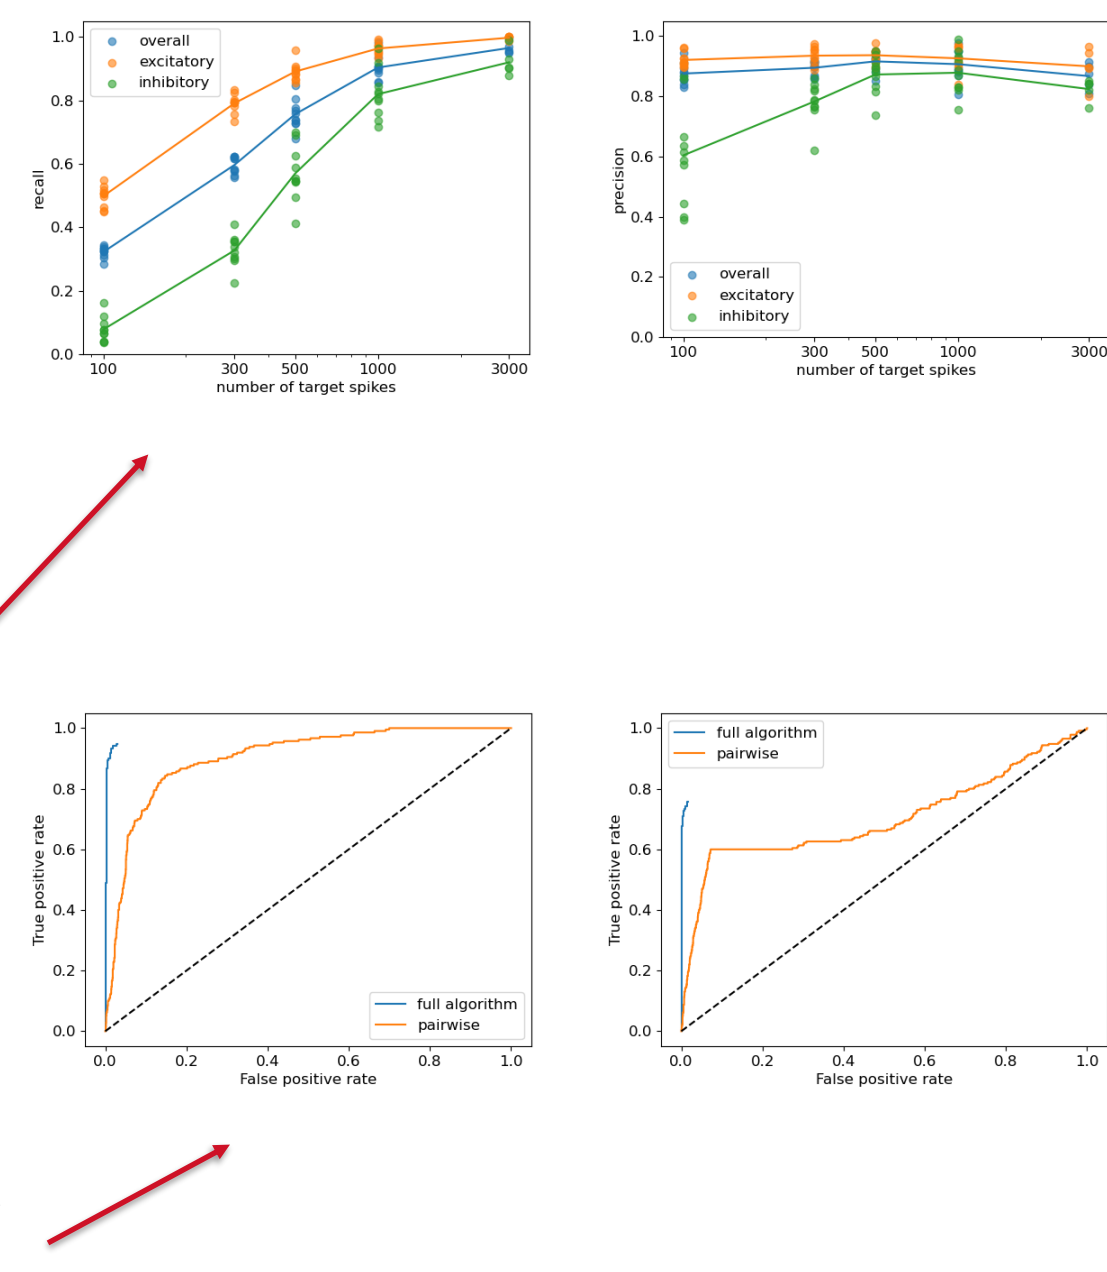 1.0
0.8
0.6
0.4
0.2
0.0
recall
overall
excitatory
inhibitory
100 300 500 1000 3000
number of target spikes
1.0
0.8
0.6
0.4
0.2
0.0
precision
overall
excitatory
inhibitory
100 300 500 1000 3000
number of target spikes
1.0
0.8
0.6
0.4
0.2
0.0
True positive rate
full algorithm
pairwise
0.0 0.2 0.4 0.6 0.8 1.0
False positive rate
1.0
0.8
0.6
0.4
0.2
0.0
True positive rate
full algorithm
pairwise
0.0 0.2 0.4 0.6 0.8 1.0
False positive rate